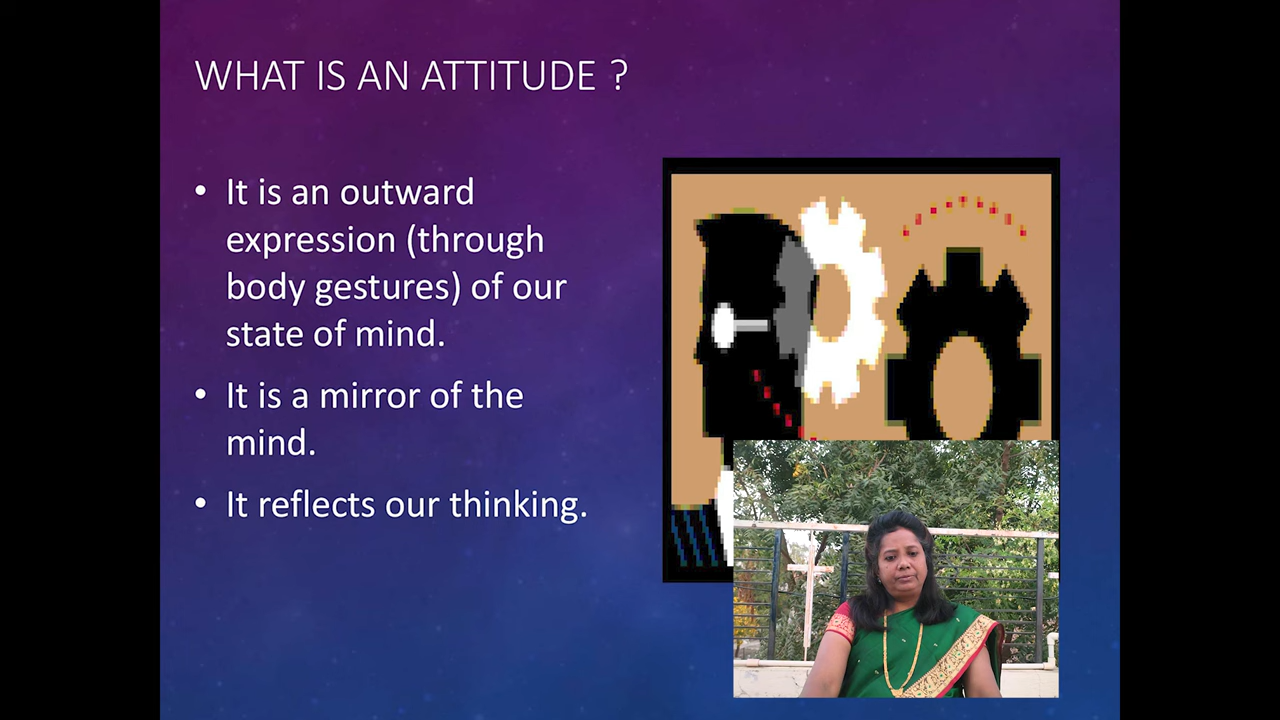 WHAT IS AN ATTITUDE ?
• It is an outward
expression (through
body gestures) of our
state of mind.
• It is a mirror of the
mind.
• It reflects our thinking.